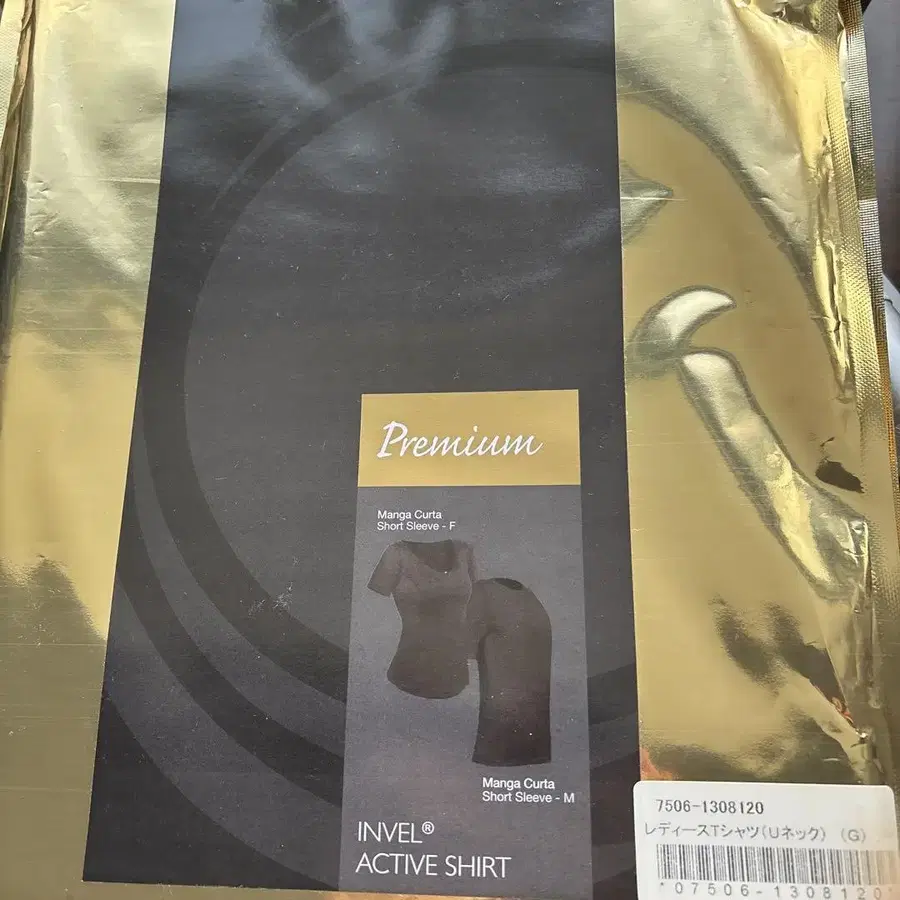 Premium
Manga Curta
Short Sleeve - F
Manga Curta
Short Sleeve - M
INVEL®
ACTIVE SHIRT
7506-1308120
レディースTシャツ(Uネック) (G)
*07506-1308120